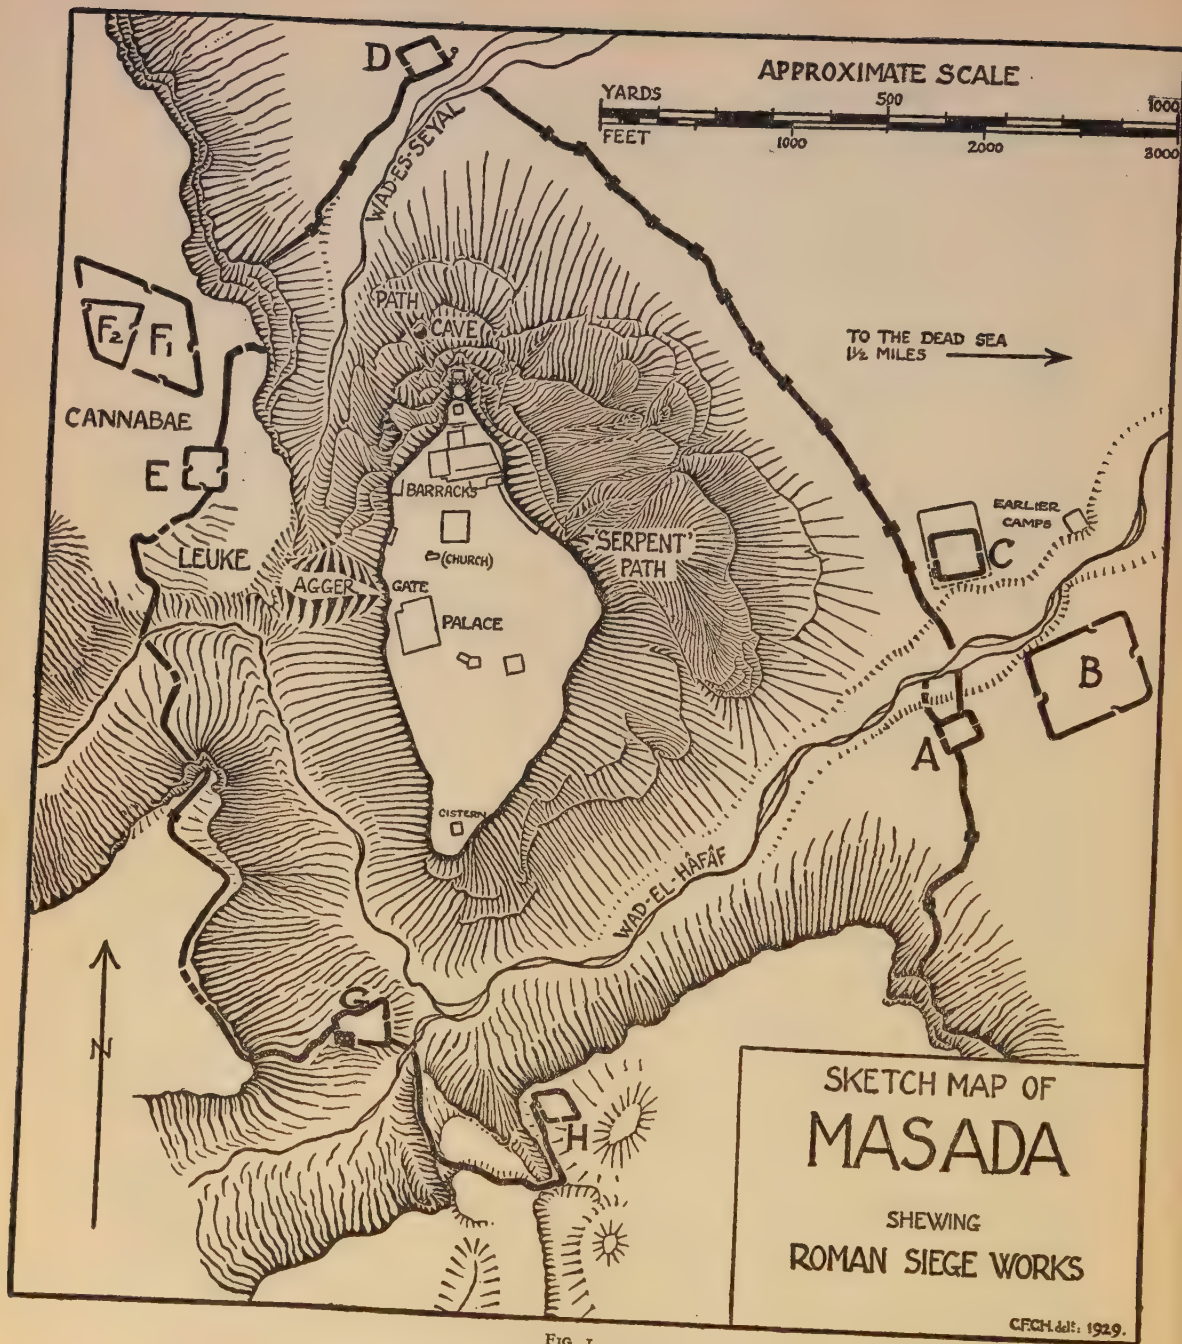 D
APPROXIMATE SCALE
YARDS 500 1000
FEET 1000 2000 3000
WAD-ES-SEYAL
PATH
CAVE
TO THE DEAD SEA
1½ MILES
F2 F1
CANNABAE
E
BARRACKS
(CHURCH)
'SERPENT'
PATH
EARLIER
CAMPS
C
LEUKE
AGGER
GATE
PALACE
B
A
CISTERN
WAD-EL-HÂFÂF
N
G
H
SKETCH MAP OF
MASADA
SHEWING
ROMAN SIEGE WORKS
C.F.C.H. delt: 1929.
FIG. I